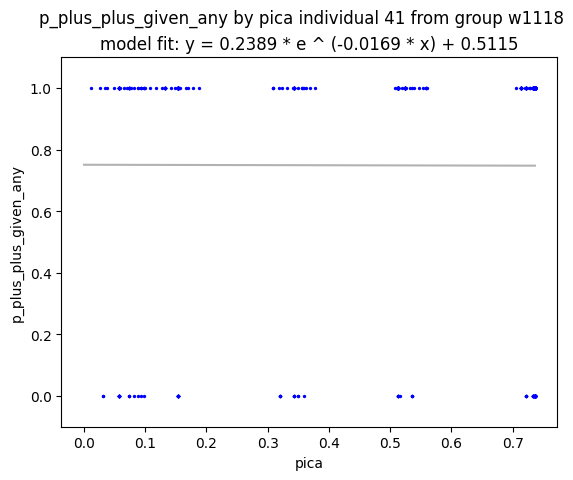 p_plus_plus_given_any by pica individual 41 from group w1118
model fit: y = 0.2389 * e ^ (-0.0169 * x) + 0.5115
1.0
0.8
0.6
0.4
0.2
0.0
p_plus_plus_given_any
0.0 0.1 0.2 0.3 0.4 0.5 0.6 0.7
pica